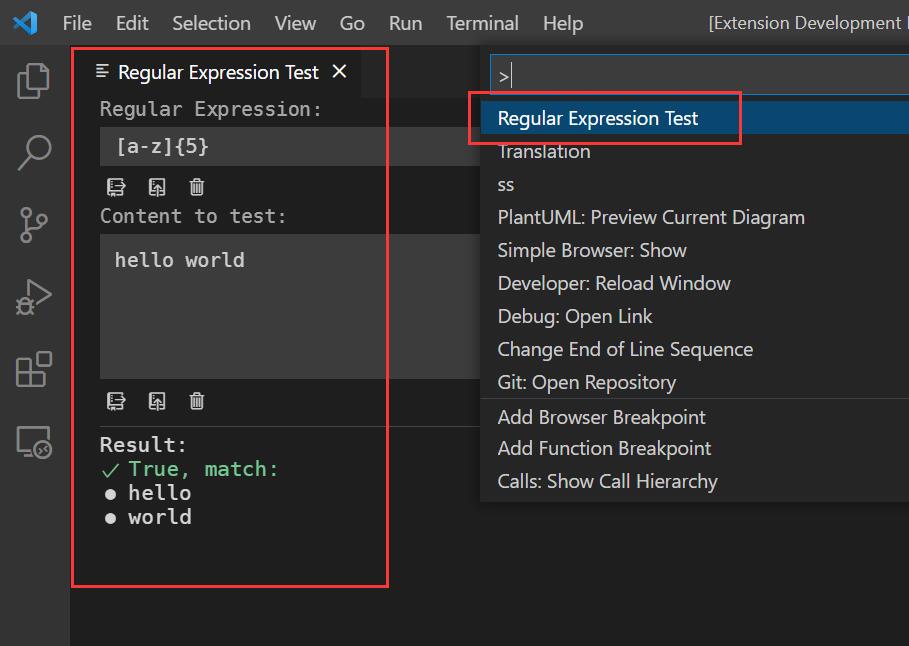 File Edit Selection View Go Run Terminal Help [Extension Development
Regular Expression Test
Regular Expression:
[a-z]{5}
Content to test:
hello world
Result:
True, match:
hello
world
>
Regular Expression Test
Translation
ss
PlantUML: Preview Current Diagram
Simple Browser: Show
Developer: Reload Window
Debug: Open Link
Change End of Line Sequence
Git: Open Repository
Add Browser Breakpoint
Add Function Breakpoint
Calls: Show Call Hierarchy